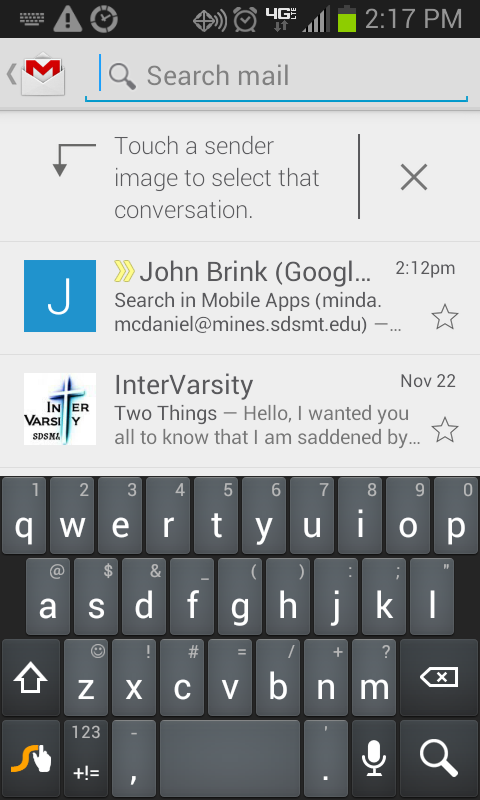 4G LTE 2:17 PM
Search mail
Touch a sender
image to select that
conversation.
J
John Brink (Googl... 2:12pm
Search in Mobile Apps (minda.
mcdaniel@mines.sdsmt.edu) —...
InterVarsity Nov 22
INTER
VARSITY
SDSM&T
Two Things — Hello, I wanted you
all to know that I am saddened by...
1 2 3 4 5 6 7 8 9 0
q w e r t y u i o p
@ $ & _ ( ) : ; "
a s d f g h j k l
! # = / + ?
z x c v b n m
123 - '
+!= , .